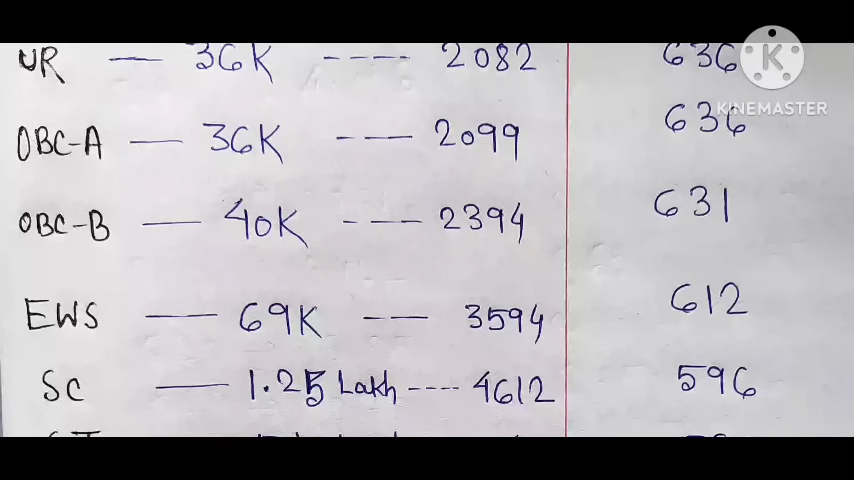 UR — 36K ---- 2082 636
OBC-A — 36K --- 2099 636
OBC-B — 40K --- 2394 631
EWS — 69K --- 3594 612
SC — 1.25 Lakh ---- 4612 596
K
KINEMASTER